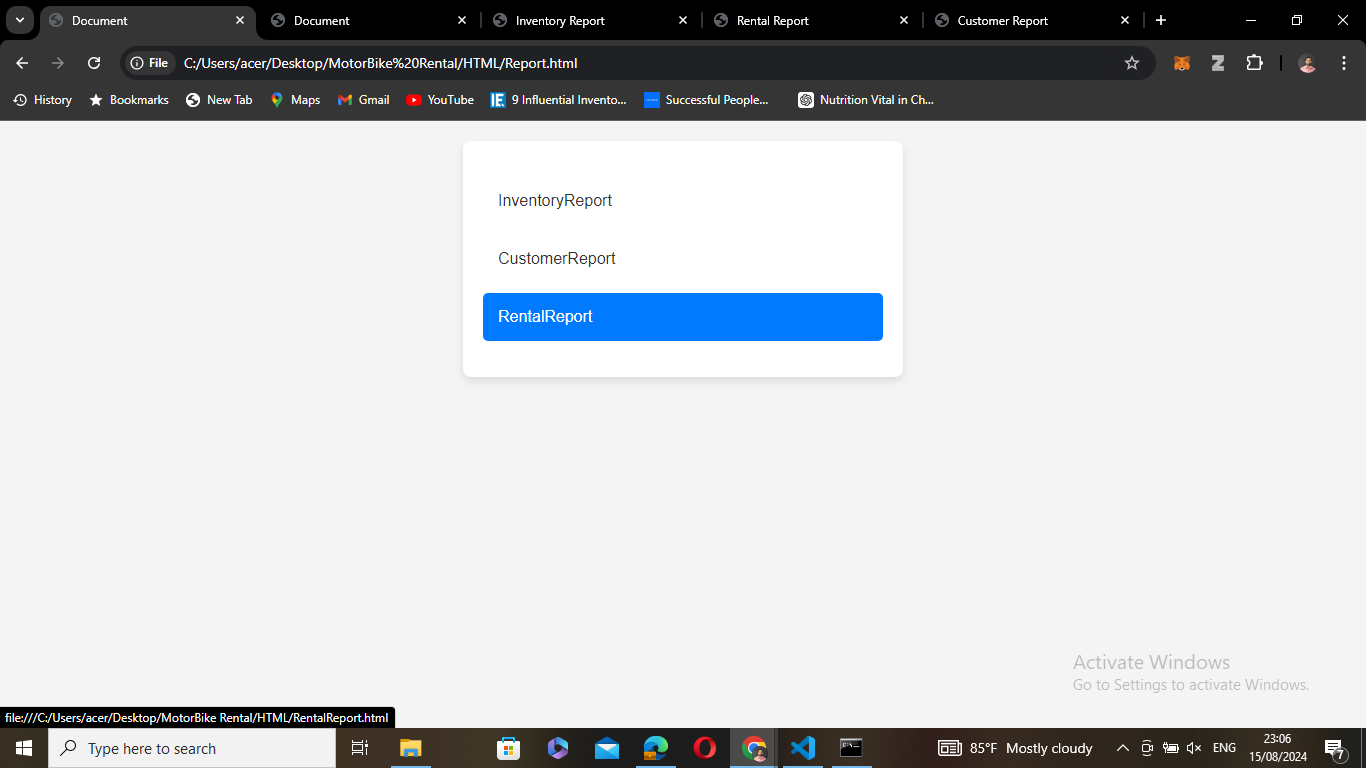 Document
Document
Inventory Report
Rental Report
Customer Report
File
C:/Users/acer/Desktop/MotorBike%20Rental/HTML/Report.html
History
Bookmarks
New Tab
Maps
Gmail
YouTube
IE
9 Influential Invento...
Successful People...
Nutrition Vital in Ch...
InventoryReport
CustomerReport
RentalReport
Activate Windows
Go to Settings to activate Windows.
file:///C:/Users/acer/Desktop/MotorBike Rental/HTML/RentalReport.html
Type here to search
85°F Mostly cloudy
ENG
23:06
15/08/2024
7